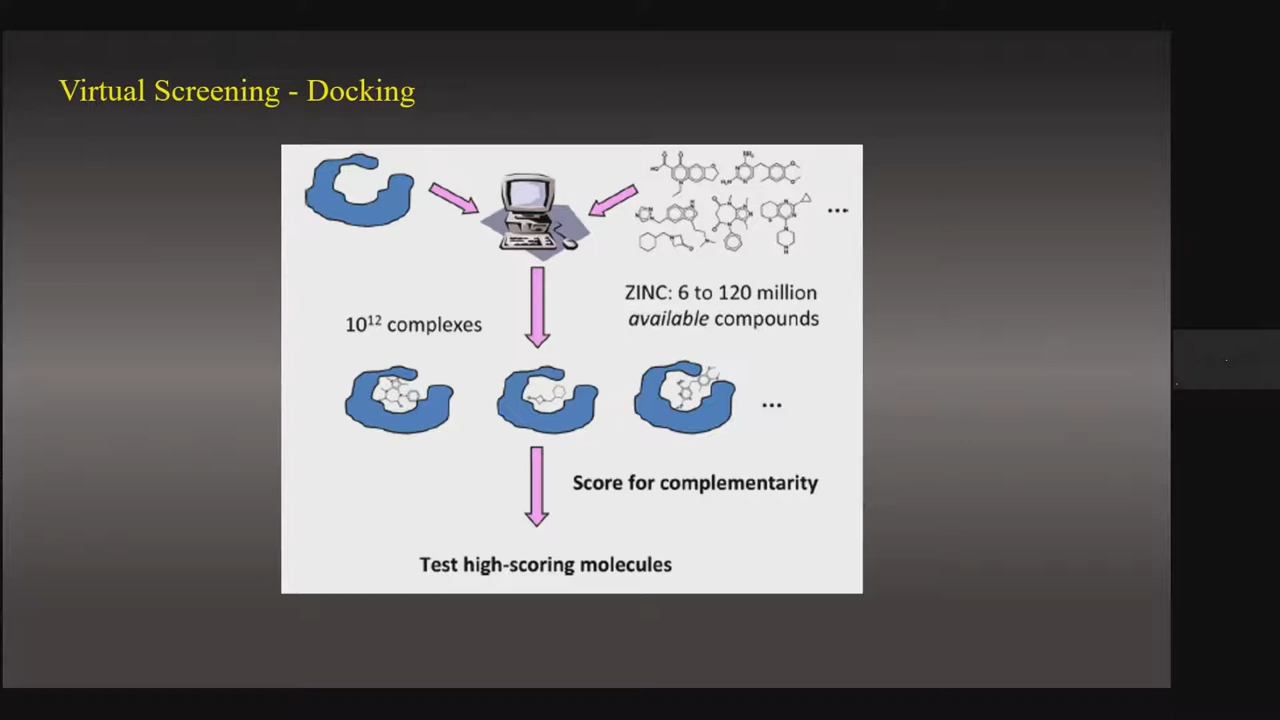 Virtual Screening - Docking
...
ZINC: 6 to 120 million
available compounds
10¹² complexes
...
Score for complementarity
Test high-scoring molecules